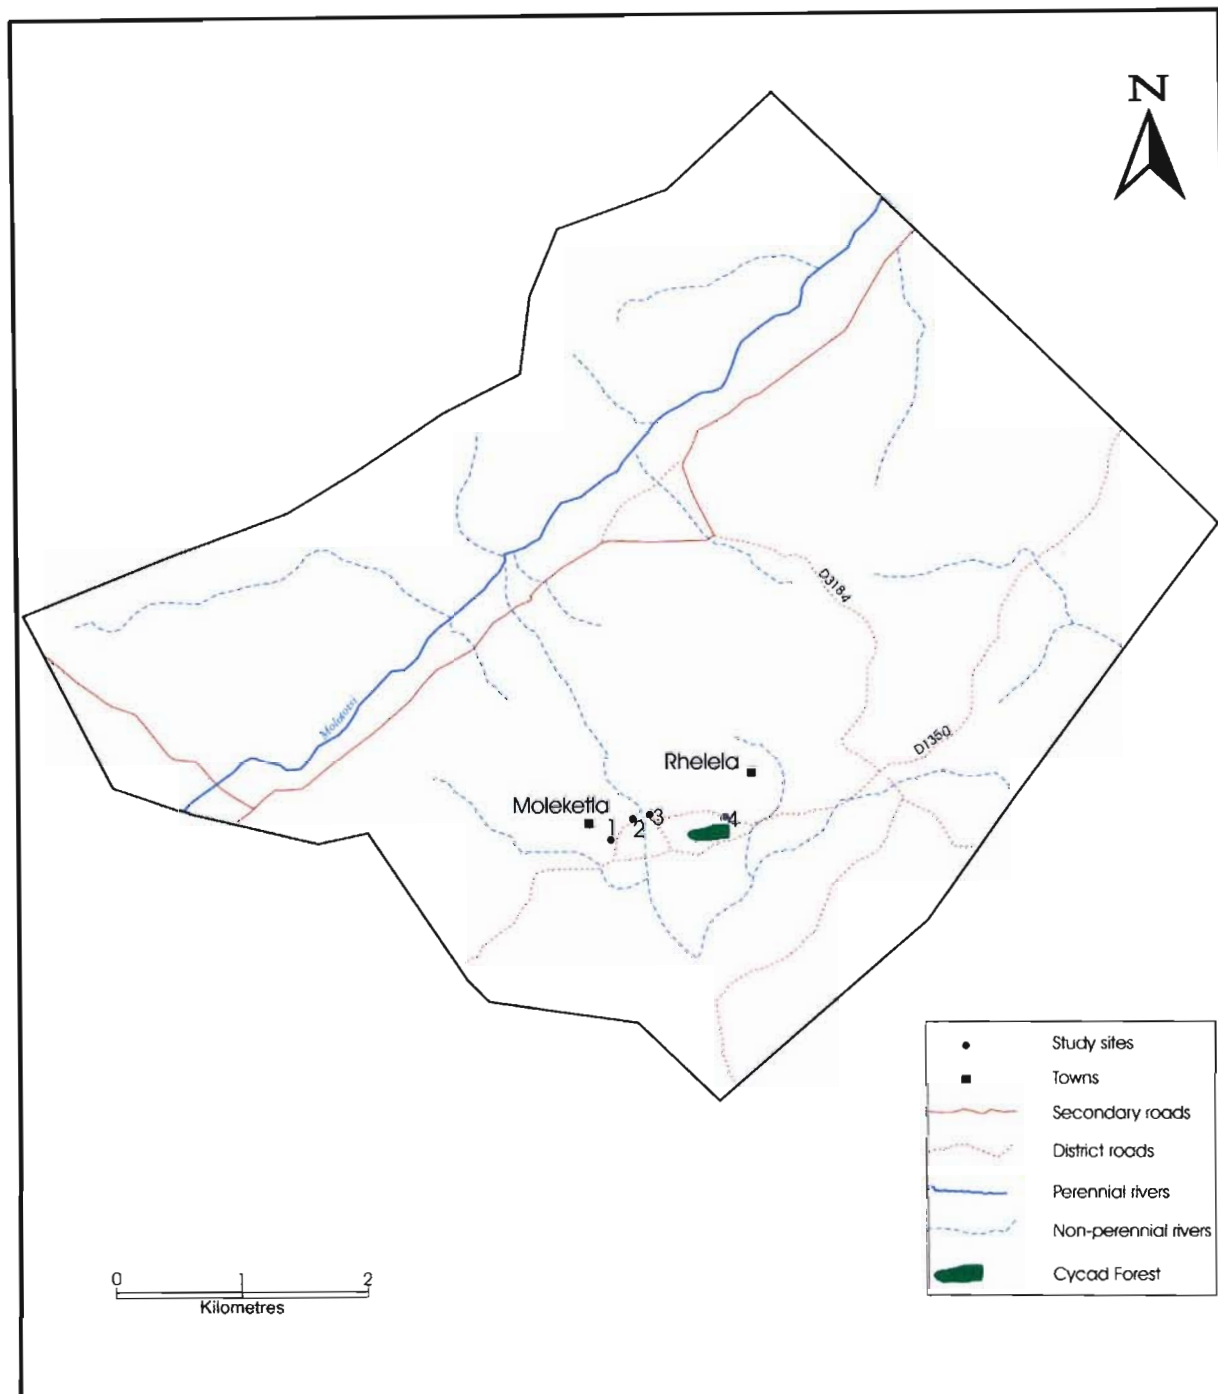 N
D3184
Molototsi
D1350
Rhelela
Moleketla
1
2
3
4
Study sites
Towns
Secondary roads
District roads
Perennial rivers
Non-perennial rivers
Cycad Forest
0 1 2
Kilometres